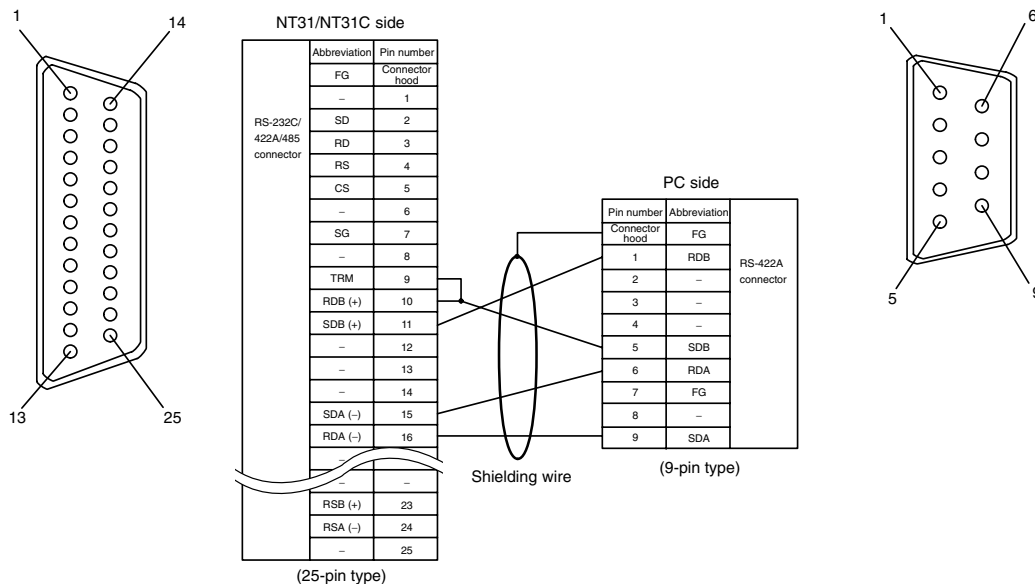 1
14
13
25
NT31/NT31C side
Abbreviation Pin number
RS-232C/
422A/485
connector
FG Connector hood
– 1
SD 2
RD 3
RS 4
CS 5
– 6
SG 7
– 8
TRM 9
RDB (+) 10
SDB (+) 11
– 12
– 13
– 14
SDA (–) 15
RDA (–) 16
–
– –
RSB (+) 23
RSA (–) 24
– 25
(25-pin type)
Shielding wire
PC side
Pin number Abbreviation
Connector hood FG
1 RDB
2 –
3 –
4 –
5 SDB
6 RDA
7 FG
8 –
9 SDA
RS-422A
connector
(9-pin type)
1
6
5
9